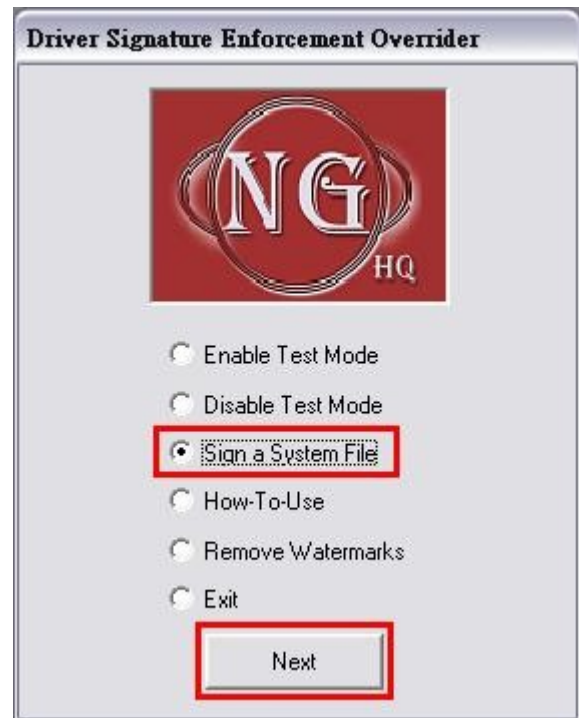 Driver Signature Enforcement Overrider
NG
HQ
Enable Test Mode
Disable Test Mode
Sign a System File
How-To-Use
Remove Watermarks
Exit
Next